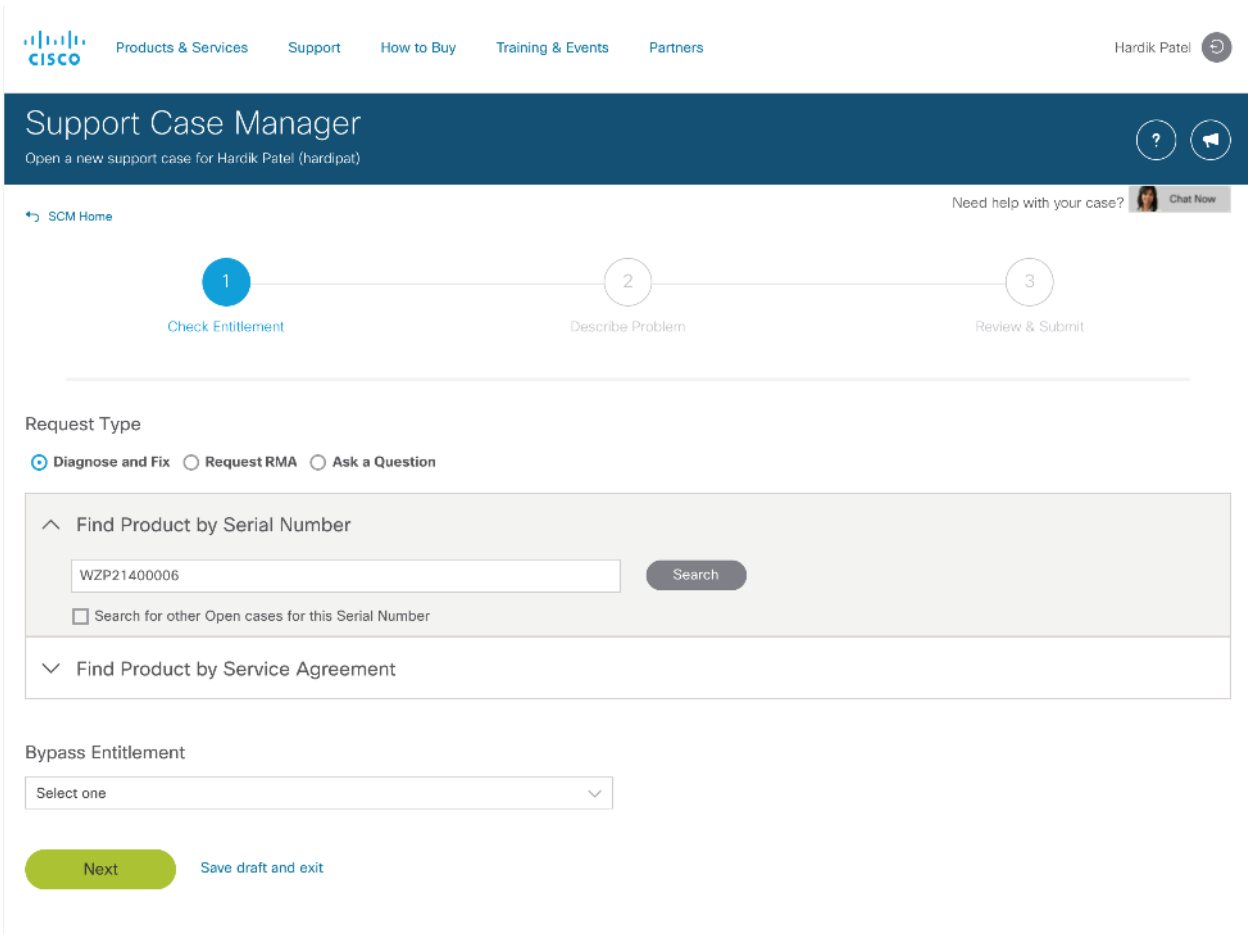 CISCO Products & Services Support How to Buy Training & Events Partners Hardik Patel
Support Case Manager
Open a new support case for Hardik Patel (hardipat)
?
SCM Home
Need help with your case? Chat Now
1 2 3
Check Entitlement Describe Problem Review & Submit
Request Type
Diagnose and Fix Request RMA Ask a Question
Find Product by Serial Number
WZP21400006 Search
Search for other Open cases for this Serial Number
Find Product by Service Agreement
Bypass Entitlement
Select one
Next Save draft and exit